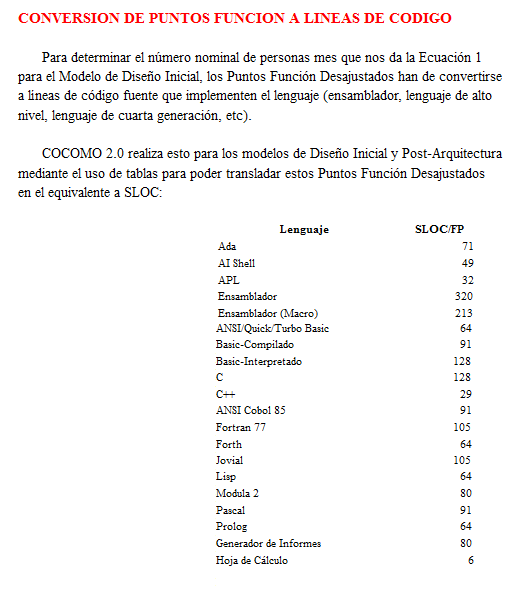 CONVERSION DE PUNTOS FUNCION A LINEAS DE CODIGO
Para determinar el número nominal de personas mes que nos da la Ecuación 1
para el Modelo de Diseño Inicial, los Puntos Función Desajustados han de convertirse
a líneas de código fuente que implementen el lenguaje (ensamblador, lenguaje de alto
nivel, lenguaje de cuarta generación, etc).
COCOMO 2.0 realiza esto para los modelos de Diseño Inicial y Post-Arquitectura
mediante el uso de tablas para poder transladar estos Puntos Función Desajustados
en el equivalente a SLOC:
Lenguaje SLOC/FP
Ada 71
AI Shell 49
APL 32
Ensamblador 320
Ensamblador (Macro) 213
ANSI/Quick/Turbo Basic 64
Basic-Compilado 91
Basic-Interpretado 128
C 128
C++ 29
ANSI Cobol 85 91
Fortran 77 105
Forth 64
Jovial 105
Lisp 64
Modula 2 80
Pascal 91
Prolog 64
Generador de Informes 80
Hoja de Cálculo 6